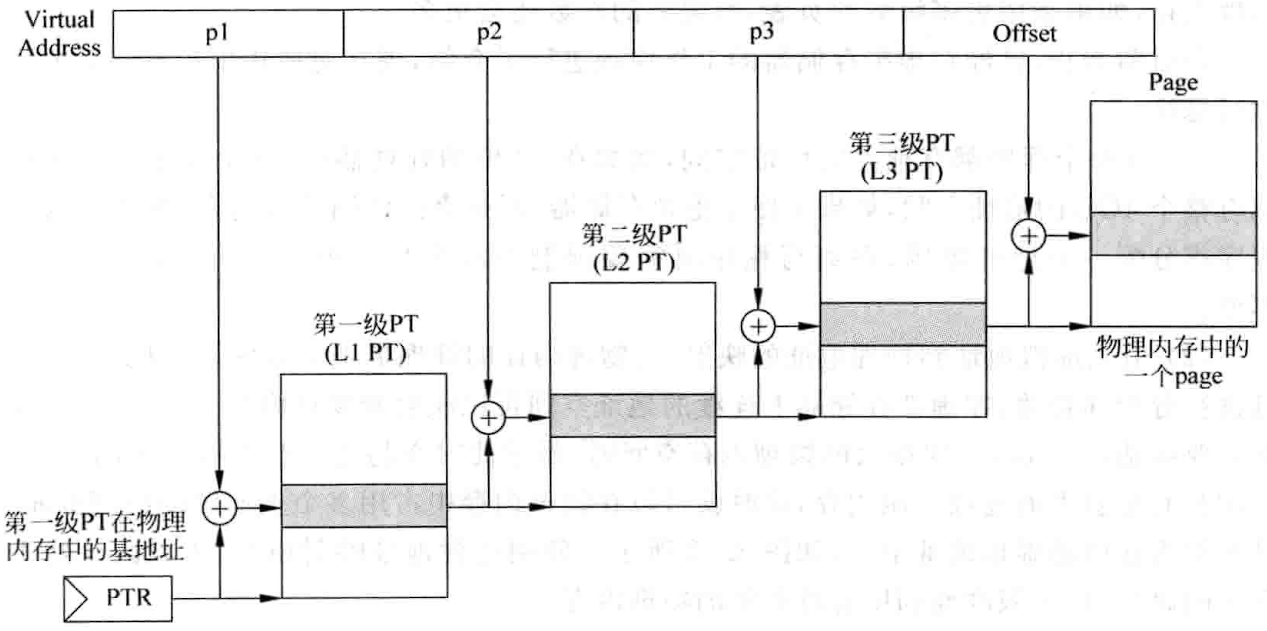 Virtual
Address
p1
p2
p3
Offset
Page
第三级PT
(L3 PT)
第二级PT
(L2 PT)
第一级PT
(L1 PT)
物理内存中的
一个page
第一级PT在物理
内存中的基地址
PTR